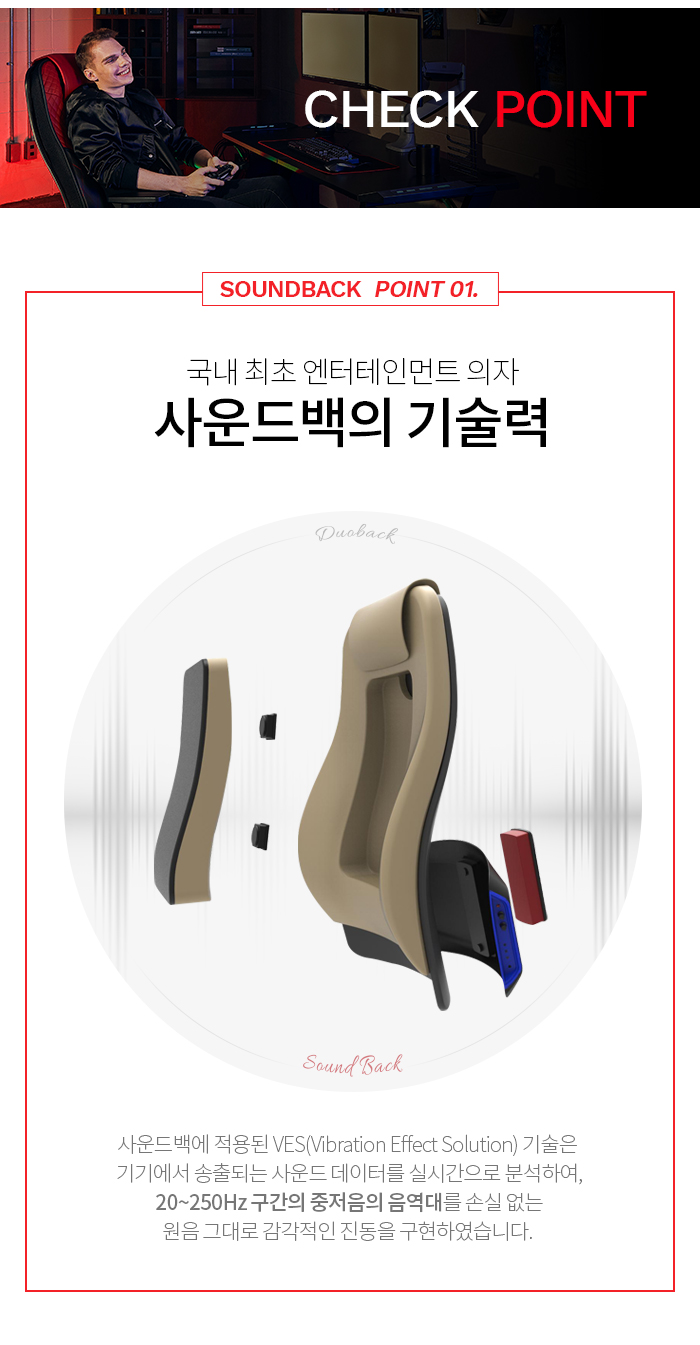 CHECK POINT
SOUNDBACK POINT 01.
국내 최초 엔터테인먼트 의자
사운드백의 기술력
Duoback
Sound Back
사운드백에 적용된 VES(Vibration Effect Solution) 기술은
기기에서 송출되는 사운드 데이터를 실시간으로 분석하여,
20~250Hz 구간의 중저음의 음역대를 손실 없는
원음 그대로 감각적인 진동을 구현하였습니다.